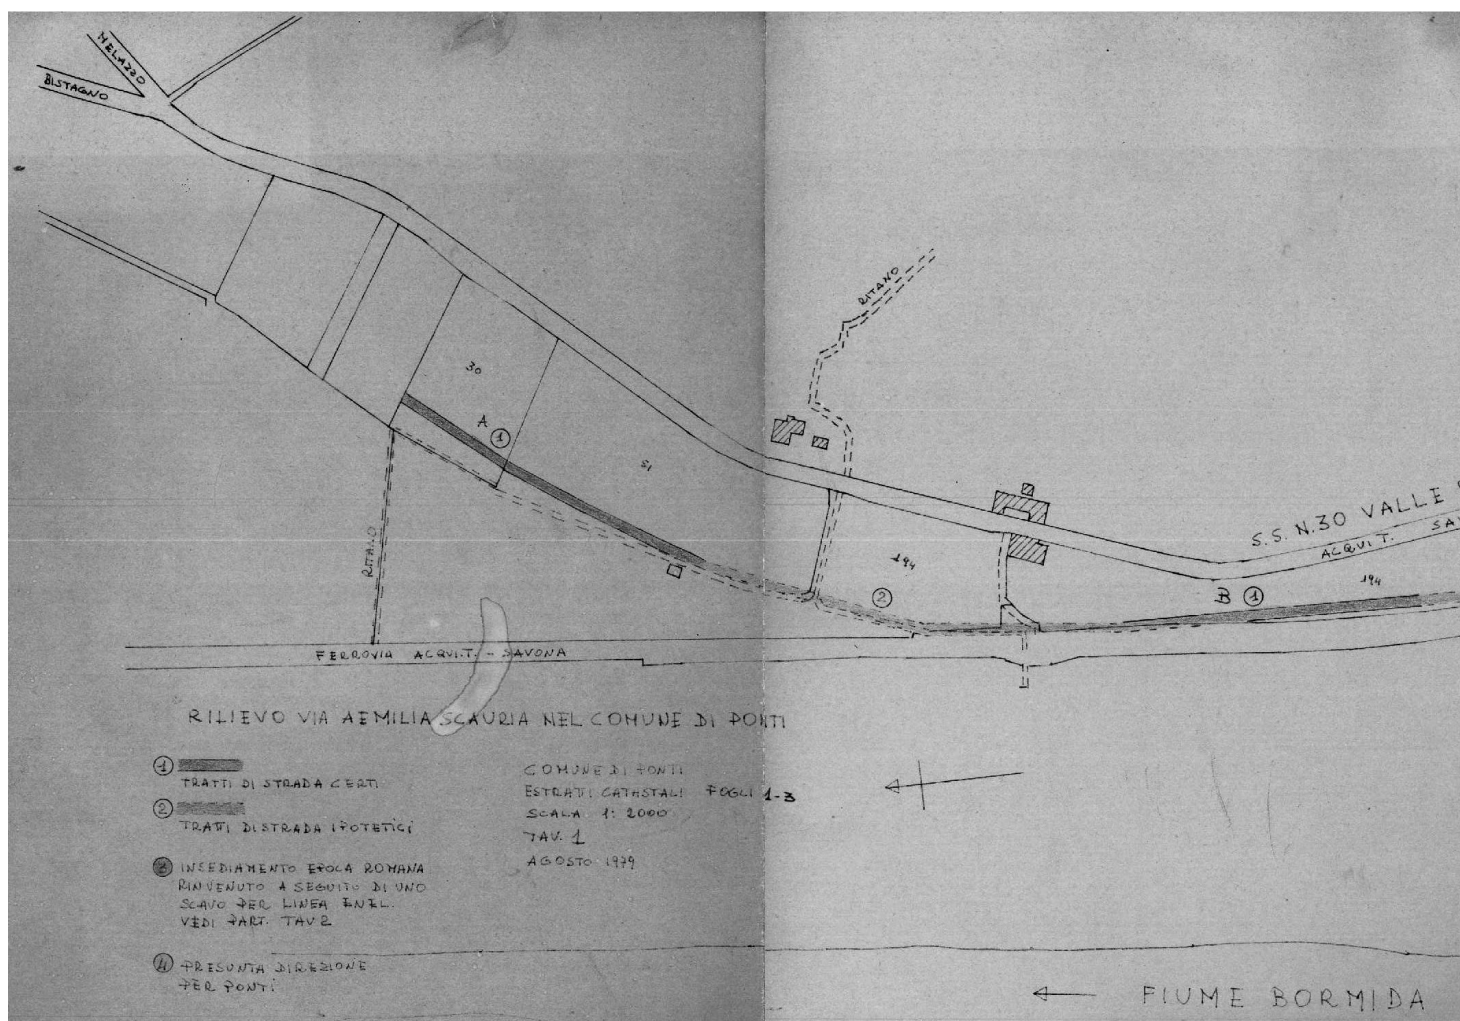 MELAZZO
BISTAGNO
RITANO
30
A 1
51
RITANO
194
2
S.S. N.30 VALLE
ACQUI.T. SA
194
B 1
FERROVIA ACQUI.T. - SAVONA
RILIEVO VIA AEMILIA SCAURIA NEL COMUNE DI PONTI
1
TRATTI DI STRADA CERTI
2
TRATTI DI STRADA IPOTETICI
3 INSEDIAMENTO EPOCA ROMANA
RINVENUTO A SEGUITO DI UNO
SCAVO PER LINEA ENEL.
VEDI PART. TAV 2
4 PRESUNTA DIREZIONE
PER PONTI
COMUNE DI PONTI
ESTRATTI CATASTALI FOGLI 1-3
SCALA 1: 2000
TAV. 1
AGOSTO 1979
FIUME BORMIDA